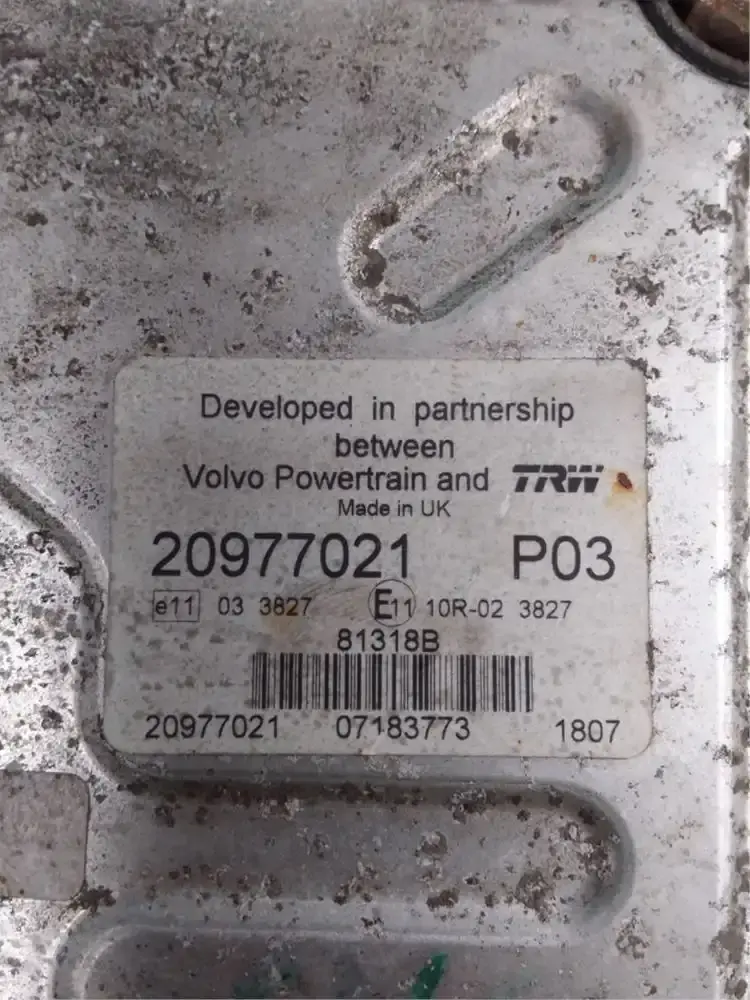 Developed in partnership
between
Volvo Powertrain and TRW
Made in UK
20977021 P03
e11 03 3827 E11 10R-02 3827
81318B
20977021 07183773 1807